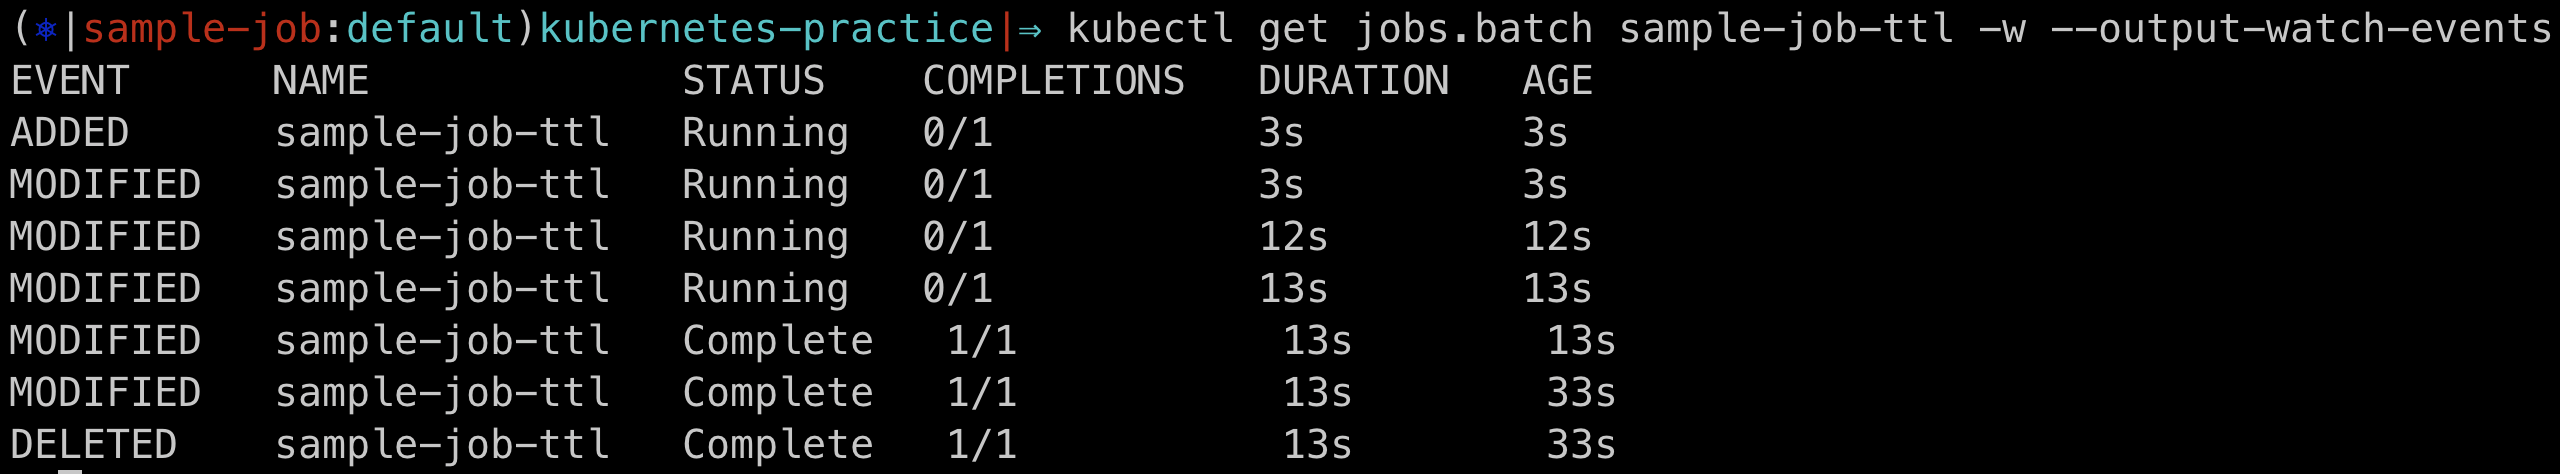 (⎈|sample-job:default)kubernetes-practice|⇒ kubectl get jobs.batch sample-job-ttl -w --output-watch-events
EVENT      NAME             STATUS    COMPLETIONS   DURATION   AGE
ADDED      sample-job-ttl   Running   0/1           3s         3s
MODIFIED   sample-job-ttl   Running   0/1           3s         3s
MODIFIED   sample-job-ttl   Running   0/1           12s        12s
MODIFIED   sample-job-ttl   Running   0/1           13s        13s
MODIFIED   sample-job-ttl   Complete   1/1           13s        13s
MODIFIED   sample-job-ttl   Complete   1/1           13s        33s
DELETED    sample-job-ttl   Complete   1/1           13s        33s